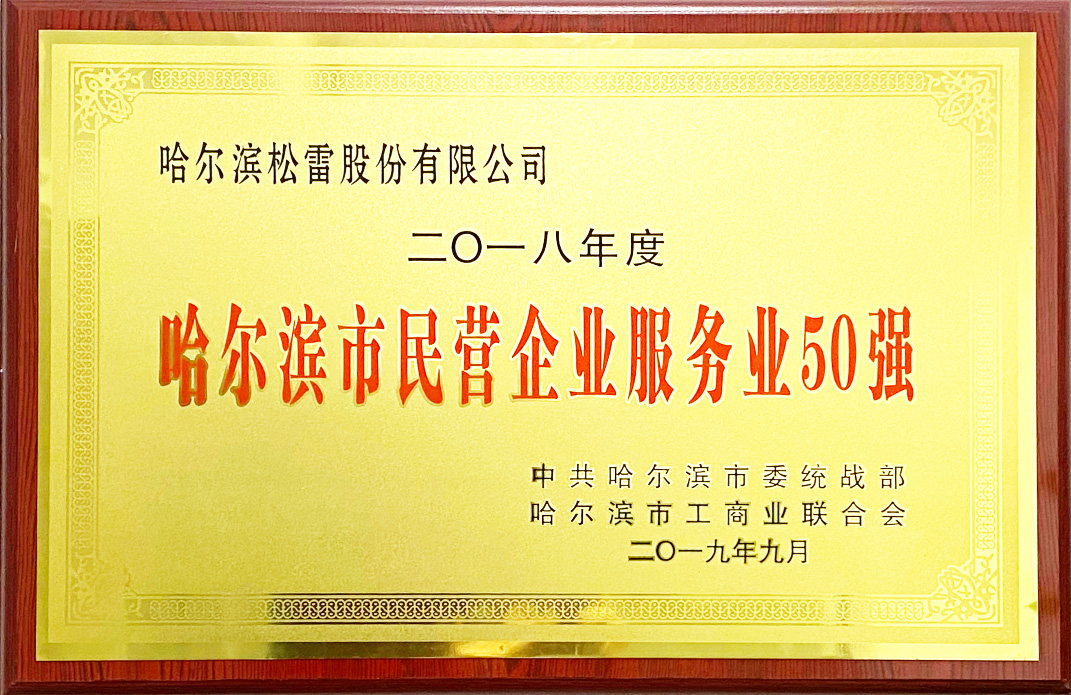 哈尔滨松雷股份有限公司
二〇一八年度
哈尔滨市民营企业服务业50强
中共哈尔滨市委统战部
哈尔滨市工商业联合会
二〇一九年九月